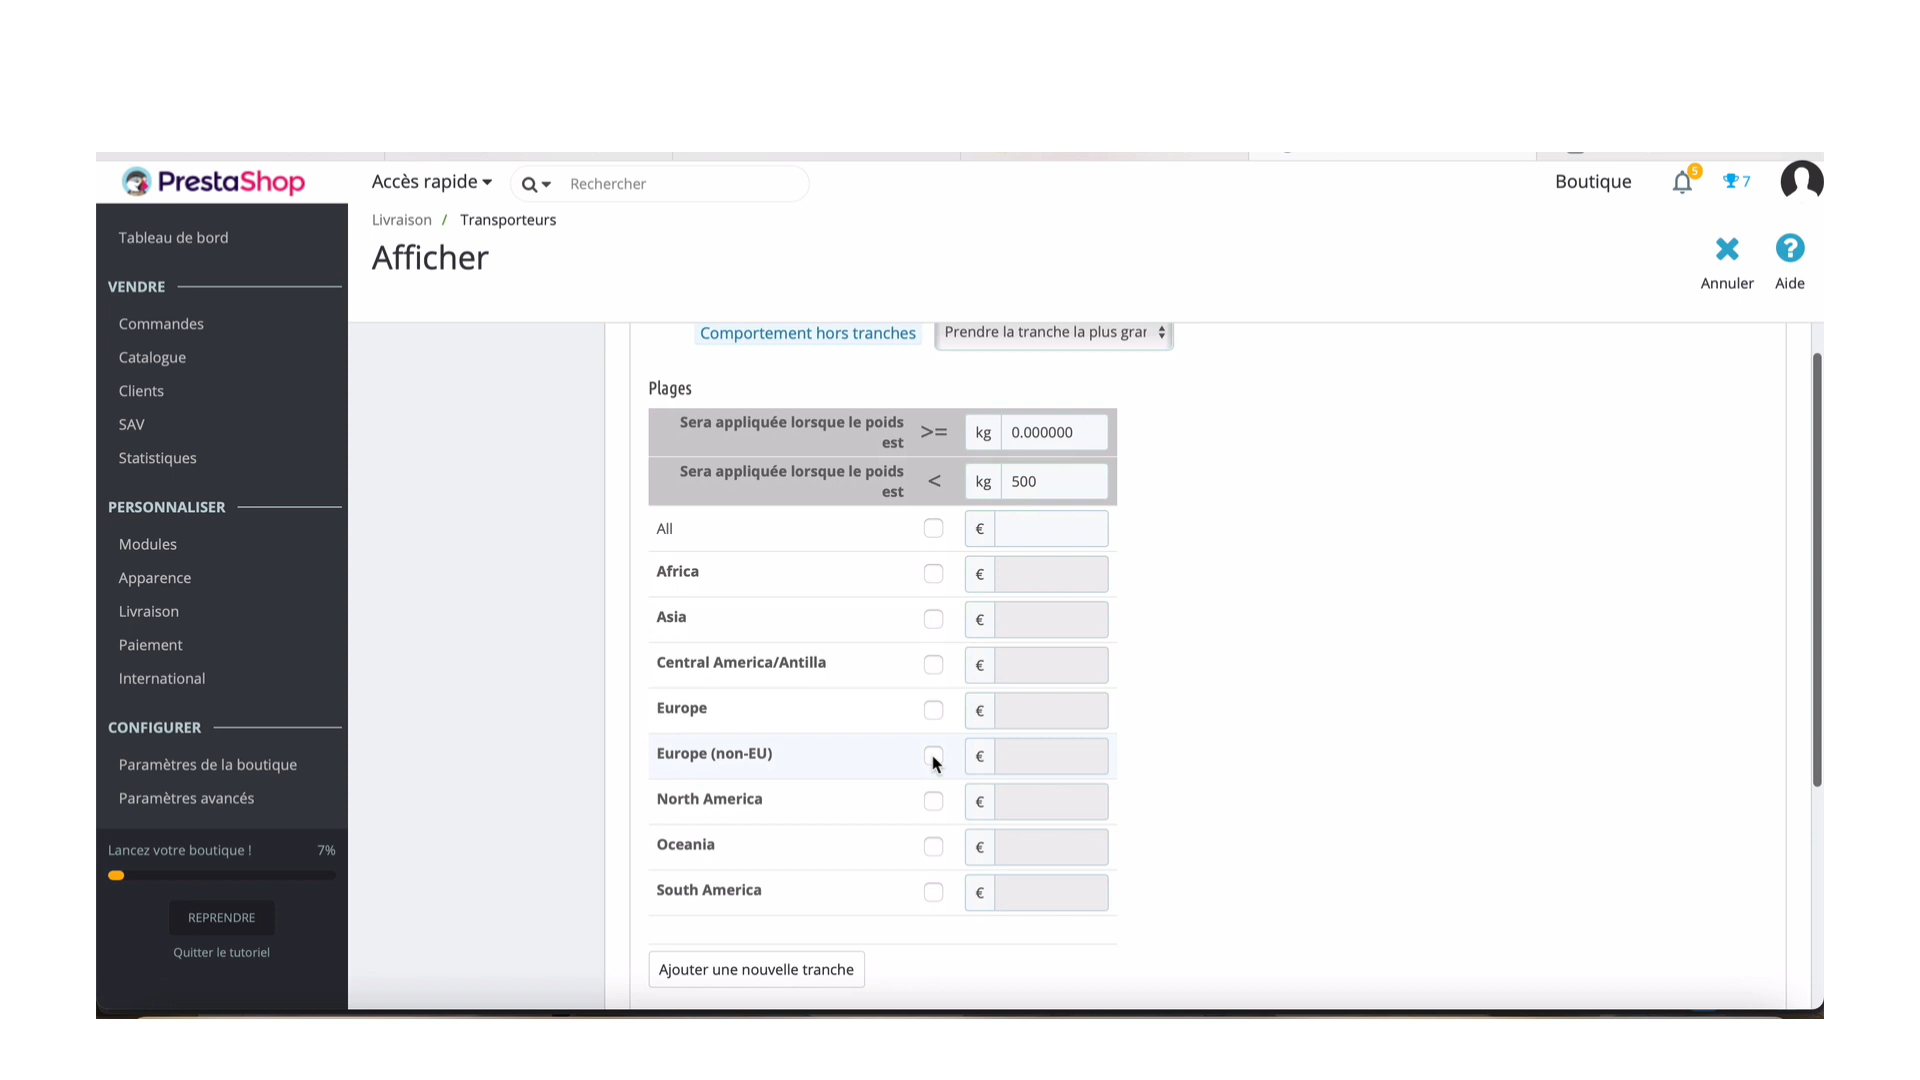 PrestaShop
Accès rapide
Rechercher
Boutique
5
7
Livraison / Transporteurs
Afficher
Annuler
Aide
Tableau de bord
VENDRE
Commandes
Catalogue
Clients
SAV
Statistiques
PERSONNALISER
Modules
Apparence
Livraison
Paiement
International
CONFIGURER
Paramètres de la boutique
Paramètres avancés
Lancez votre boutique ! 7%
REPRENDRE
Quitter le tutoriel
Comportement hors tranches
Prendre la tranche la plus grar
Plages
Sera appliquée lorsque le poids
est
>= kg 0.000000
Sera appliquée lorsque le poids
est
< kg 500
All €
Africa €
Asia €
Central America/Antilla €
Europe €
Europe (non-EU) €
North America €
Oceania €
South America €
Ajouter une nouvelle tranche